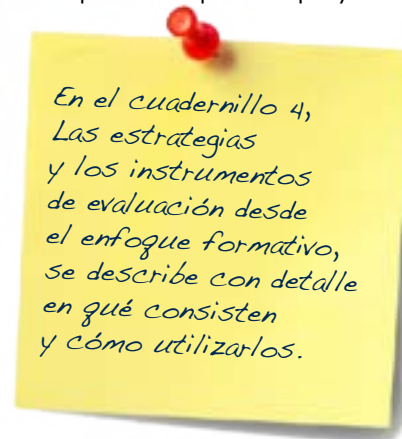 En el cuadernillo 4,
Las estrategias
y los instrumentos
de evaluación desde
el enfoque formativo,
se describe con detalle
en qué consisten
y cómo utilizarlos.